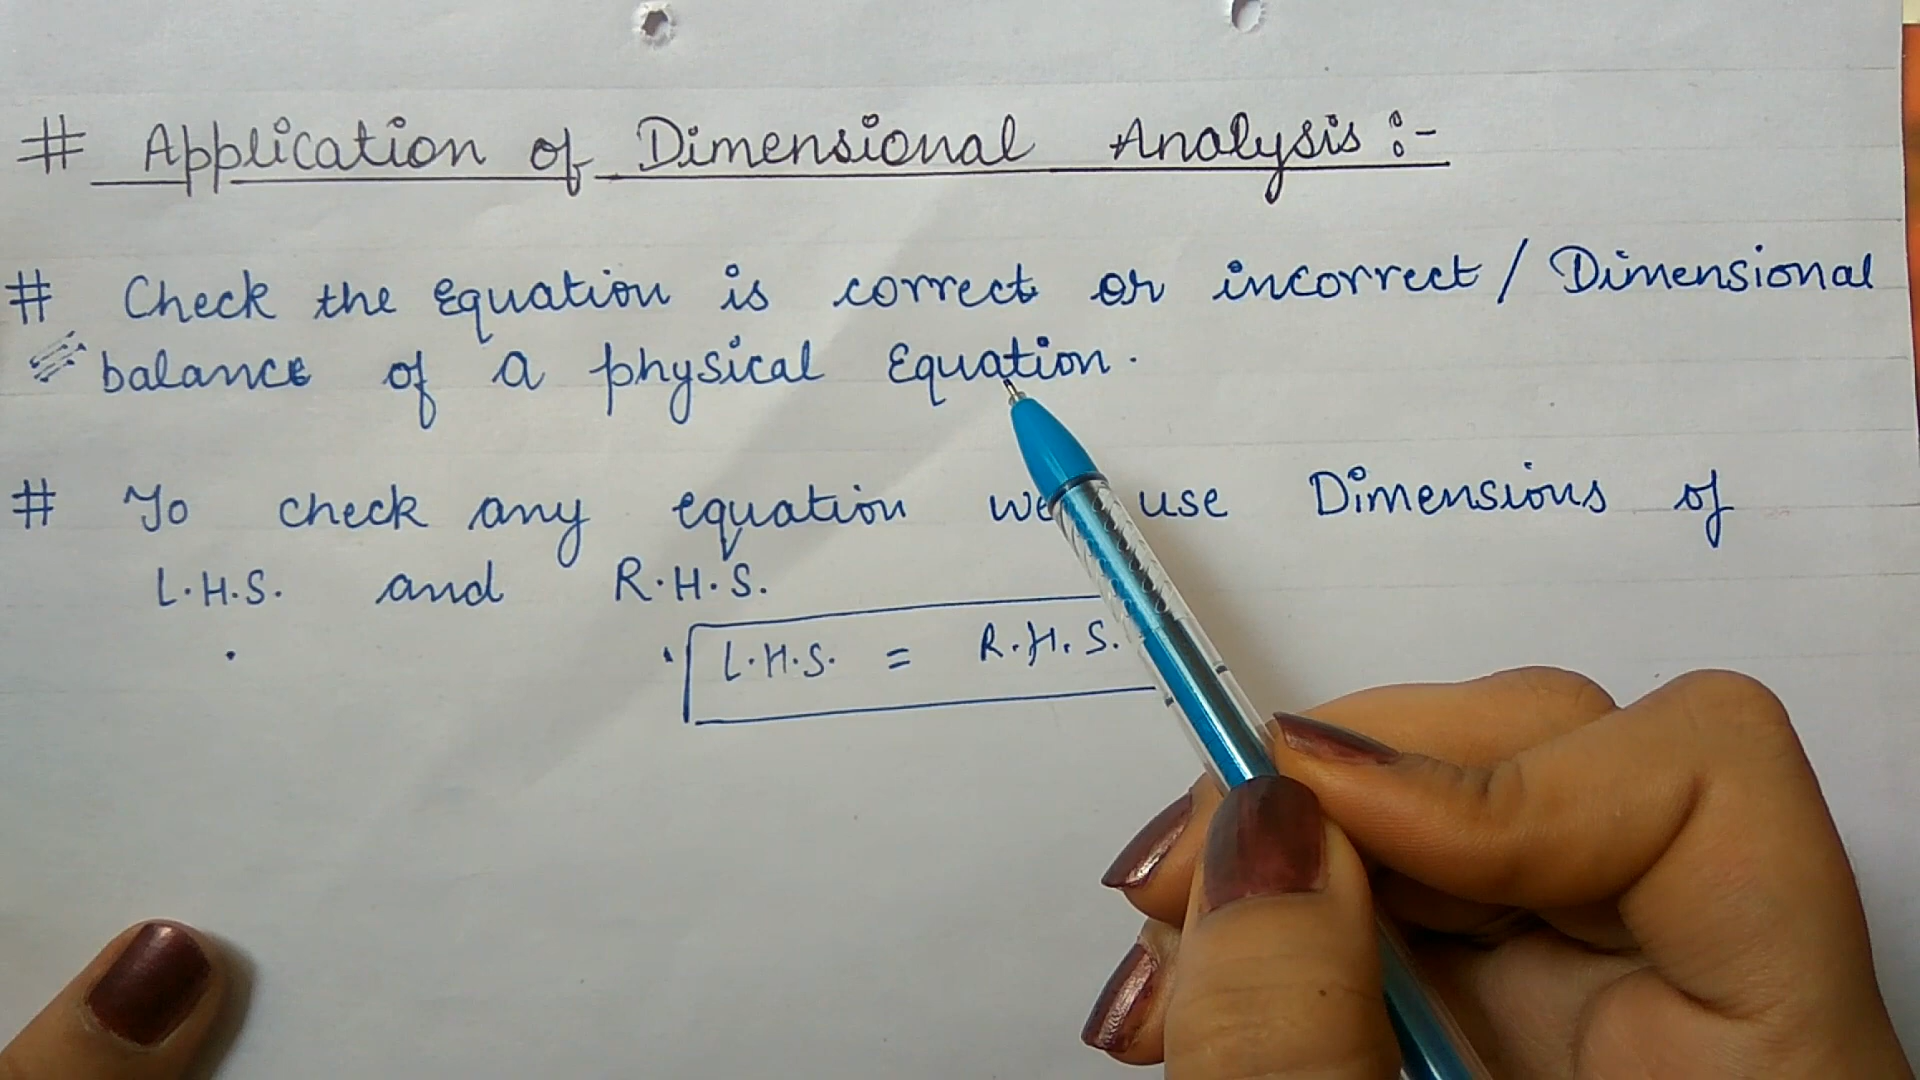 # Application of Dimensional Analysis :-
# Check the Equation is correct or incorrect / Dimensional
balance of a physical Equation.
# To check any equation we use Dimensions of
L.H.S. and R.H.S.
L.H.S. = R.H.S.